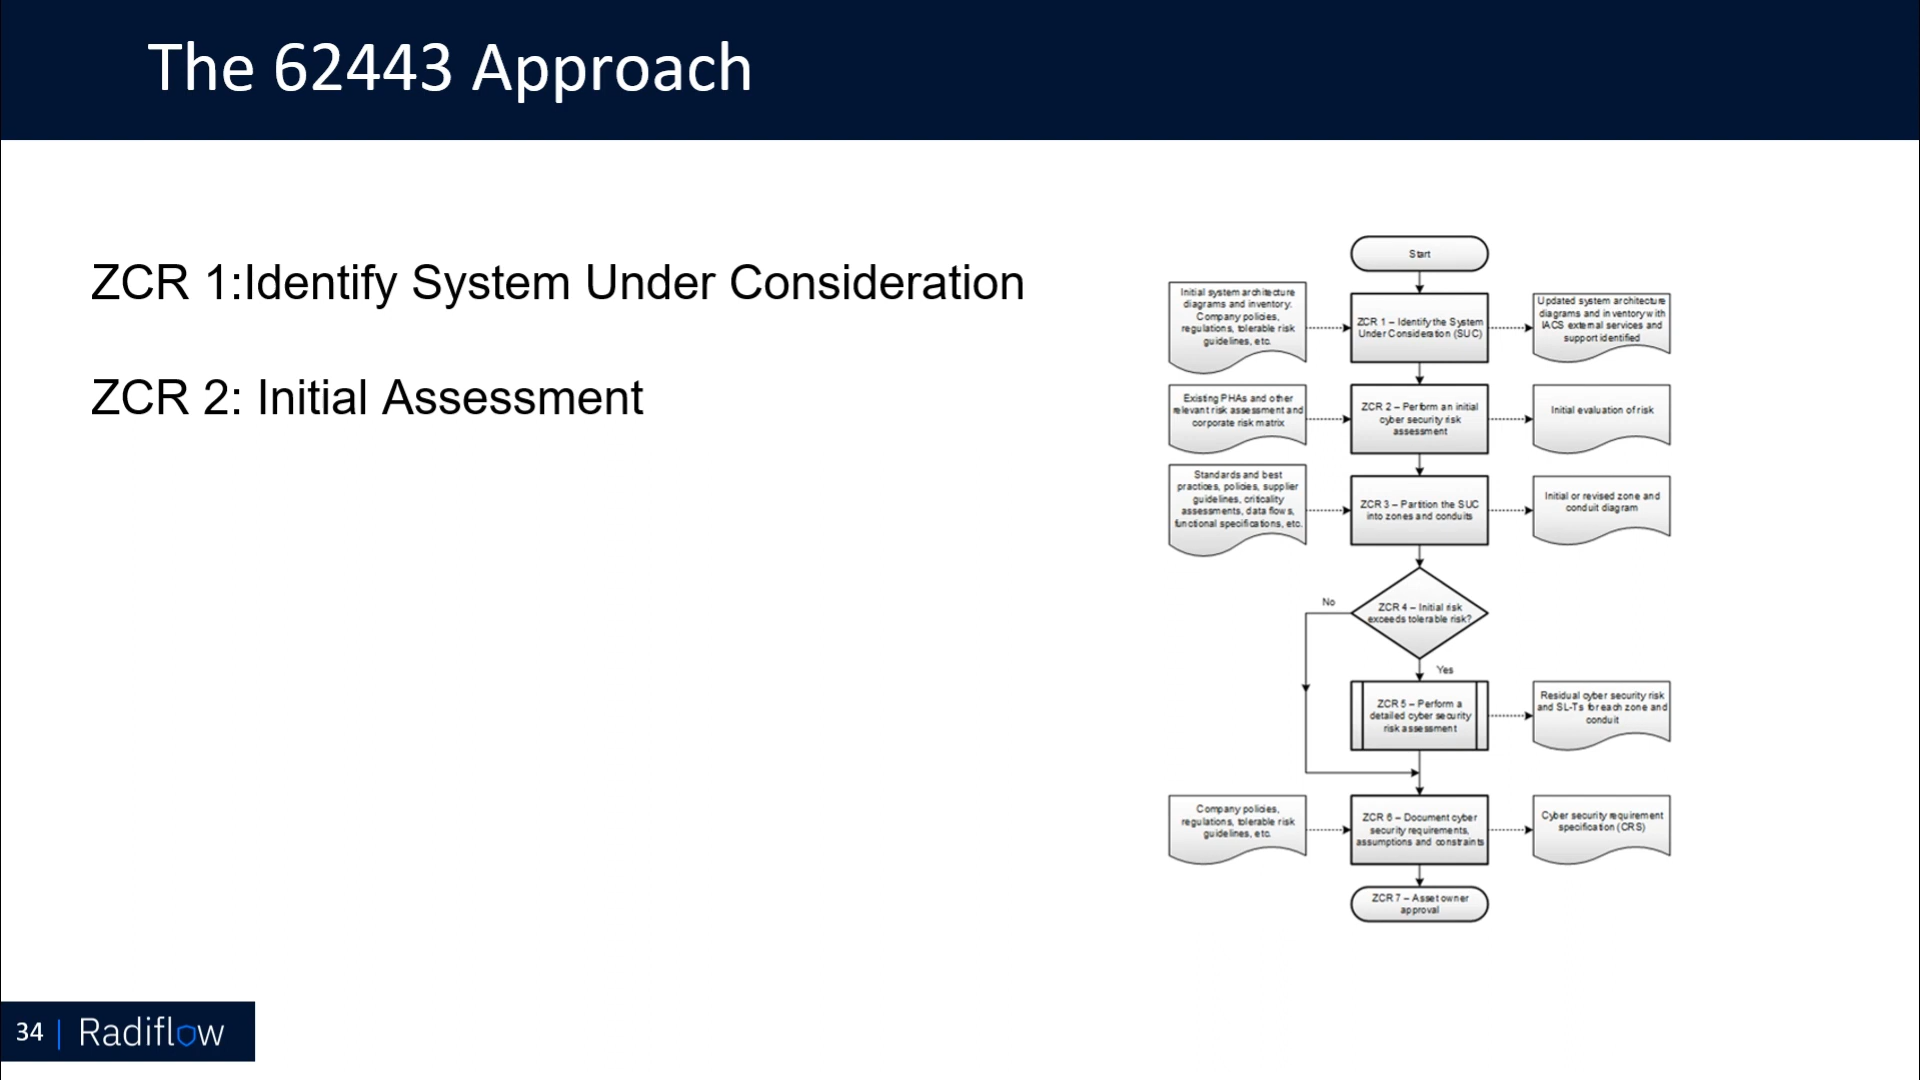 The 62443 Approach
ZCR 1:Identify System Under Consideration
ZCR 2: Initial Assessment
Start
Initial system architecture
diagrams and inventory.
Company policies,
regulations, tolerable risk
guidelines, etc.
ZCR 1 – Identify the System
Under Consideration (SUC)
Updated system architecture
diagrams and inventory with
IACS external services and
support identified
Existing PHAs and other
relevant risk assessment and
corporate risk matrix
ZCR 2 – Perform an initial
cyber security risk
assessment
Initial evaluation of risk
Standards and best
practices, policies, supplier
guidelines, criticality
assessments, data flows,
functional specifications, etc.
ZCR 3 – Partition the SUC
into zones and conduits
Initial or revised zone and
conduit diagram
No
ZCR 4 – Initial risk
exceeds tolerable risk?
Yes
ZCR 5 – Perform a
detailed cyber security
risk assessment
Residual cyber security risk
and SL-Ts for each zone and
conduit
Company policies,
regulations, tolerable risk
guidelines, etc.
ZCR 6 – Document cyber
security requirements,
assumptions and constraints
Cyber security requirement
specification (CRS)
ZCR 7 – Asset owner
approval
34 | Radiflow